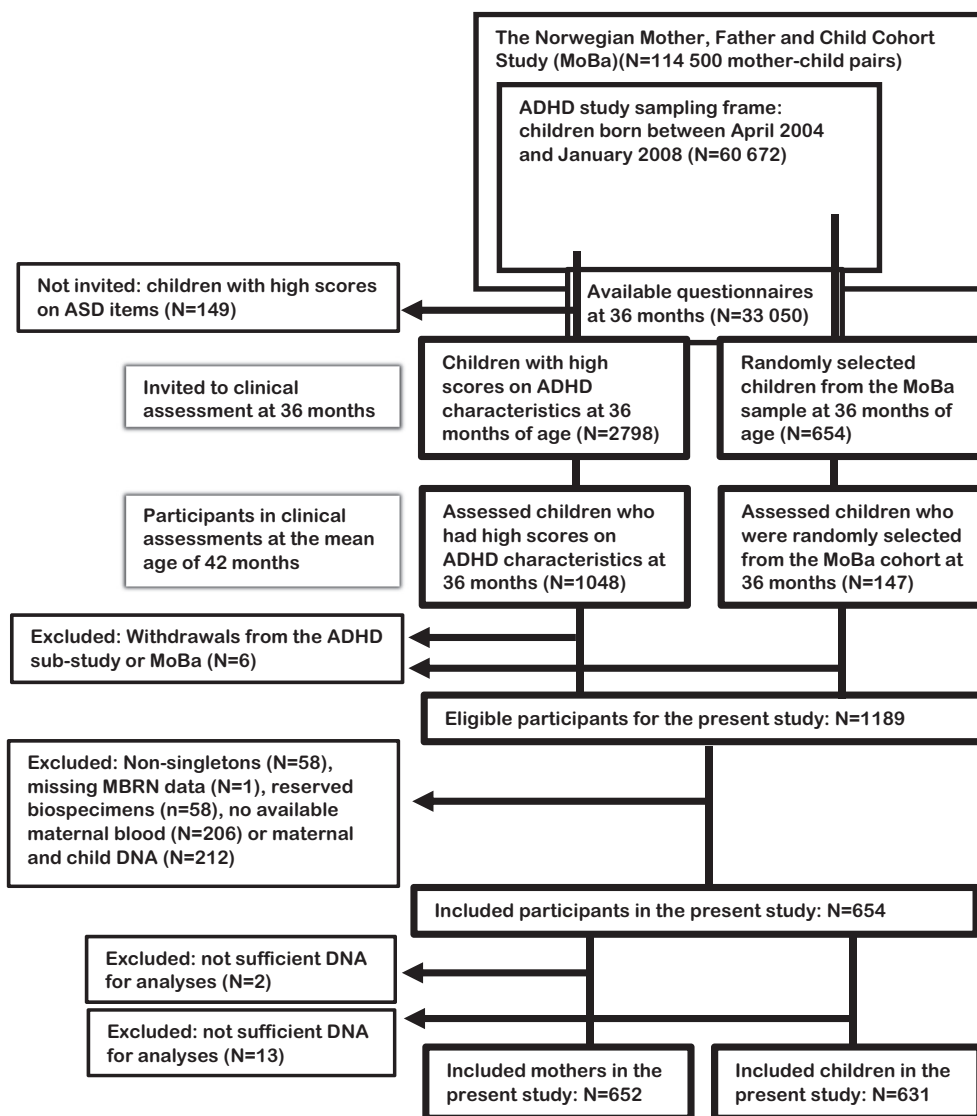 The Norwegian Mother, Father and Child Cohort
Study (MoBa)(N=114 500 mother-child pairs)
ADHD study sampling frame:
children born between April 2004
and January 2008 (N=60 672)
Not invited: children with high scores
on ASD items (N=149)
Available questionnaires
at 36 months (N=33 050)
Invited to clinical
assessment at 36 months
Children with high
scores on ADHD
characteristics at 36
months of age (N=2798)
Randomly selected
children from the MoBa
sample at 36 months of
age (N=654)
Participants in clinical
assessments at the mean
age of 42 months
Assessed children who
had high scores on
ADHD characteristics at
36 months (N=1048)
Assessed children who
were randomly selected
from the MoBa cohort at
36 months (N=147)
Excluded: Withdrawals from the ADHD
sub-study or MoBa (N=6)
Eligible participants for the present study: N=1189
Excluded: Non-singletons (N=58),
missing MBRN data (N=1), reserved
biospecimens (n=58), no available
maternal blood (N=206) or maternal
and child DNA (N=212)
Included participants in the present study: N=654
Excluded: not sufficient DNA
for analyses (N=2)
Excluded: not sufficient DNA
for analyses (N=13)
Included mothers in the
present study: N=652
Included children in the
present study: N=631